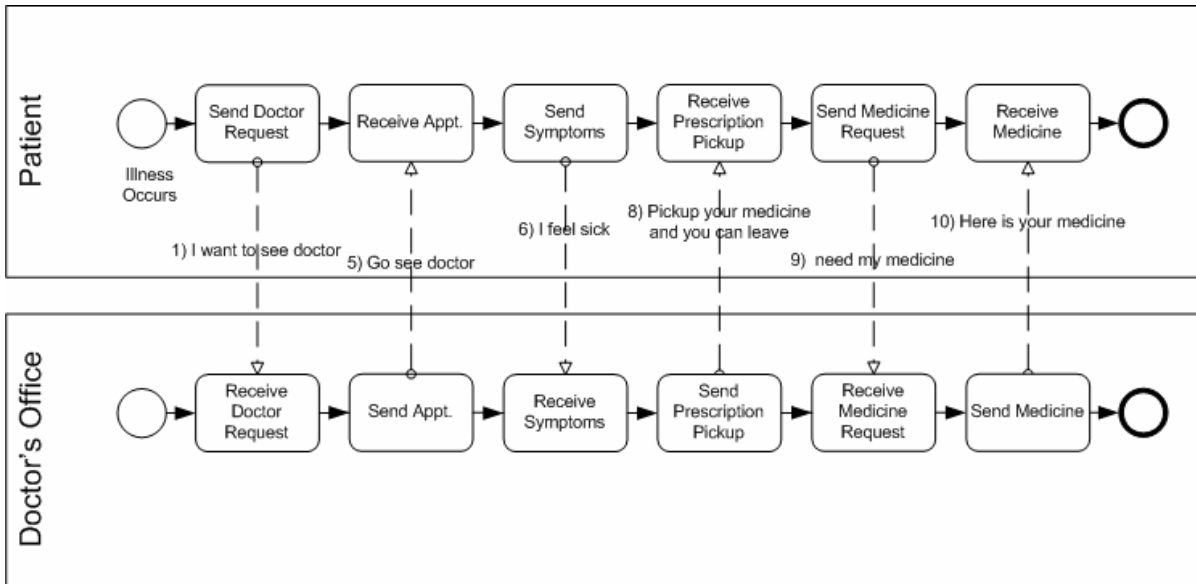 Patient
Send Doctor
Request
Receive Appt.
Send
Symptoms
Receive
Prescription
Pickup
Send Medicine
Request
Receive
Medicine
Illness
Occurs
1) I want to see doctor
5) Go see doctor
6) I feel sick
8) Pickup your medicine
and you can leave
9) need my medicine
10) Here is your medicine
Doctor's Office
Receive
Doctor
Request
Send Appt.
Receive
Symptoms
Send
Prescription
Pickup
Receive
Medicine
Request
Send Medicine